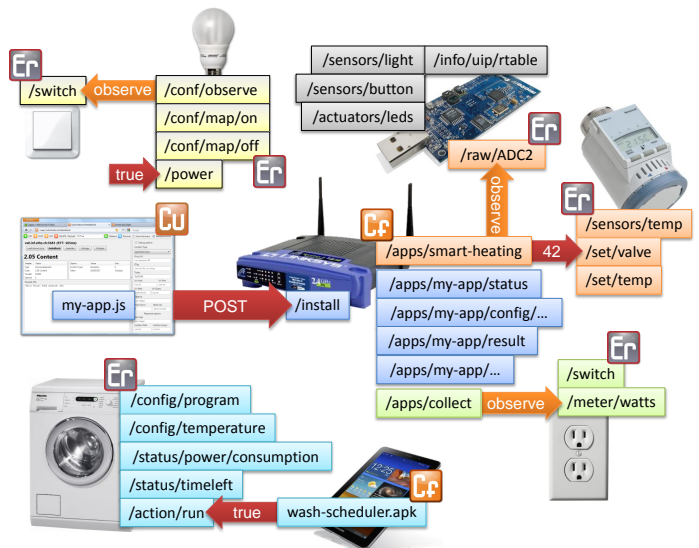 Er
/switch
observe
/conf/observe
/conf/map/on
/conf/map/off
true
/power
Er
/sensors/light
/info/uip/rtable
/sensors/button
/actuators/leds
Er
/raw/ADC2
observe
Er
/sensors/temp
/set/valve
/set/temp
Cu
2.05 Content
my-app.js
POST
/install
Cf
/apps/smart-heating
42
/apps/my-app/status
/apps/my-app/config/…
/apps/my-app/result
/apps/my-app/…
/apps/collect
observe
Er
/switch
/meter/watts
Er
/config/program
/config/temperature
/status/power/consumption
/status/timeleft
/action/run
true
wash-scheduler.apk
Cf
12:25